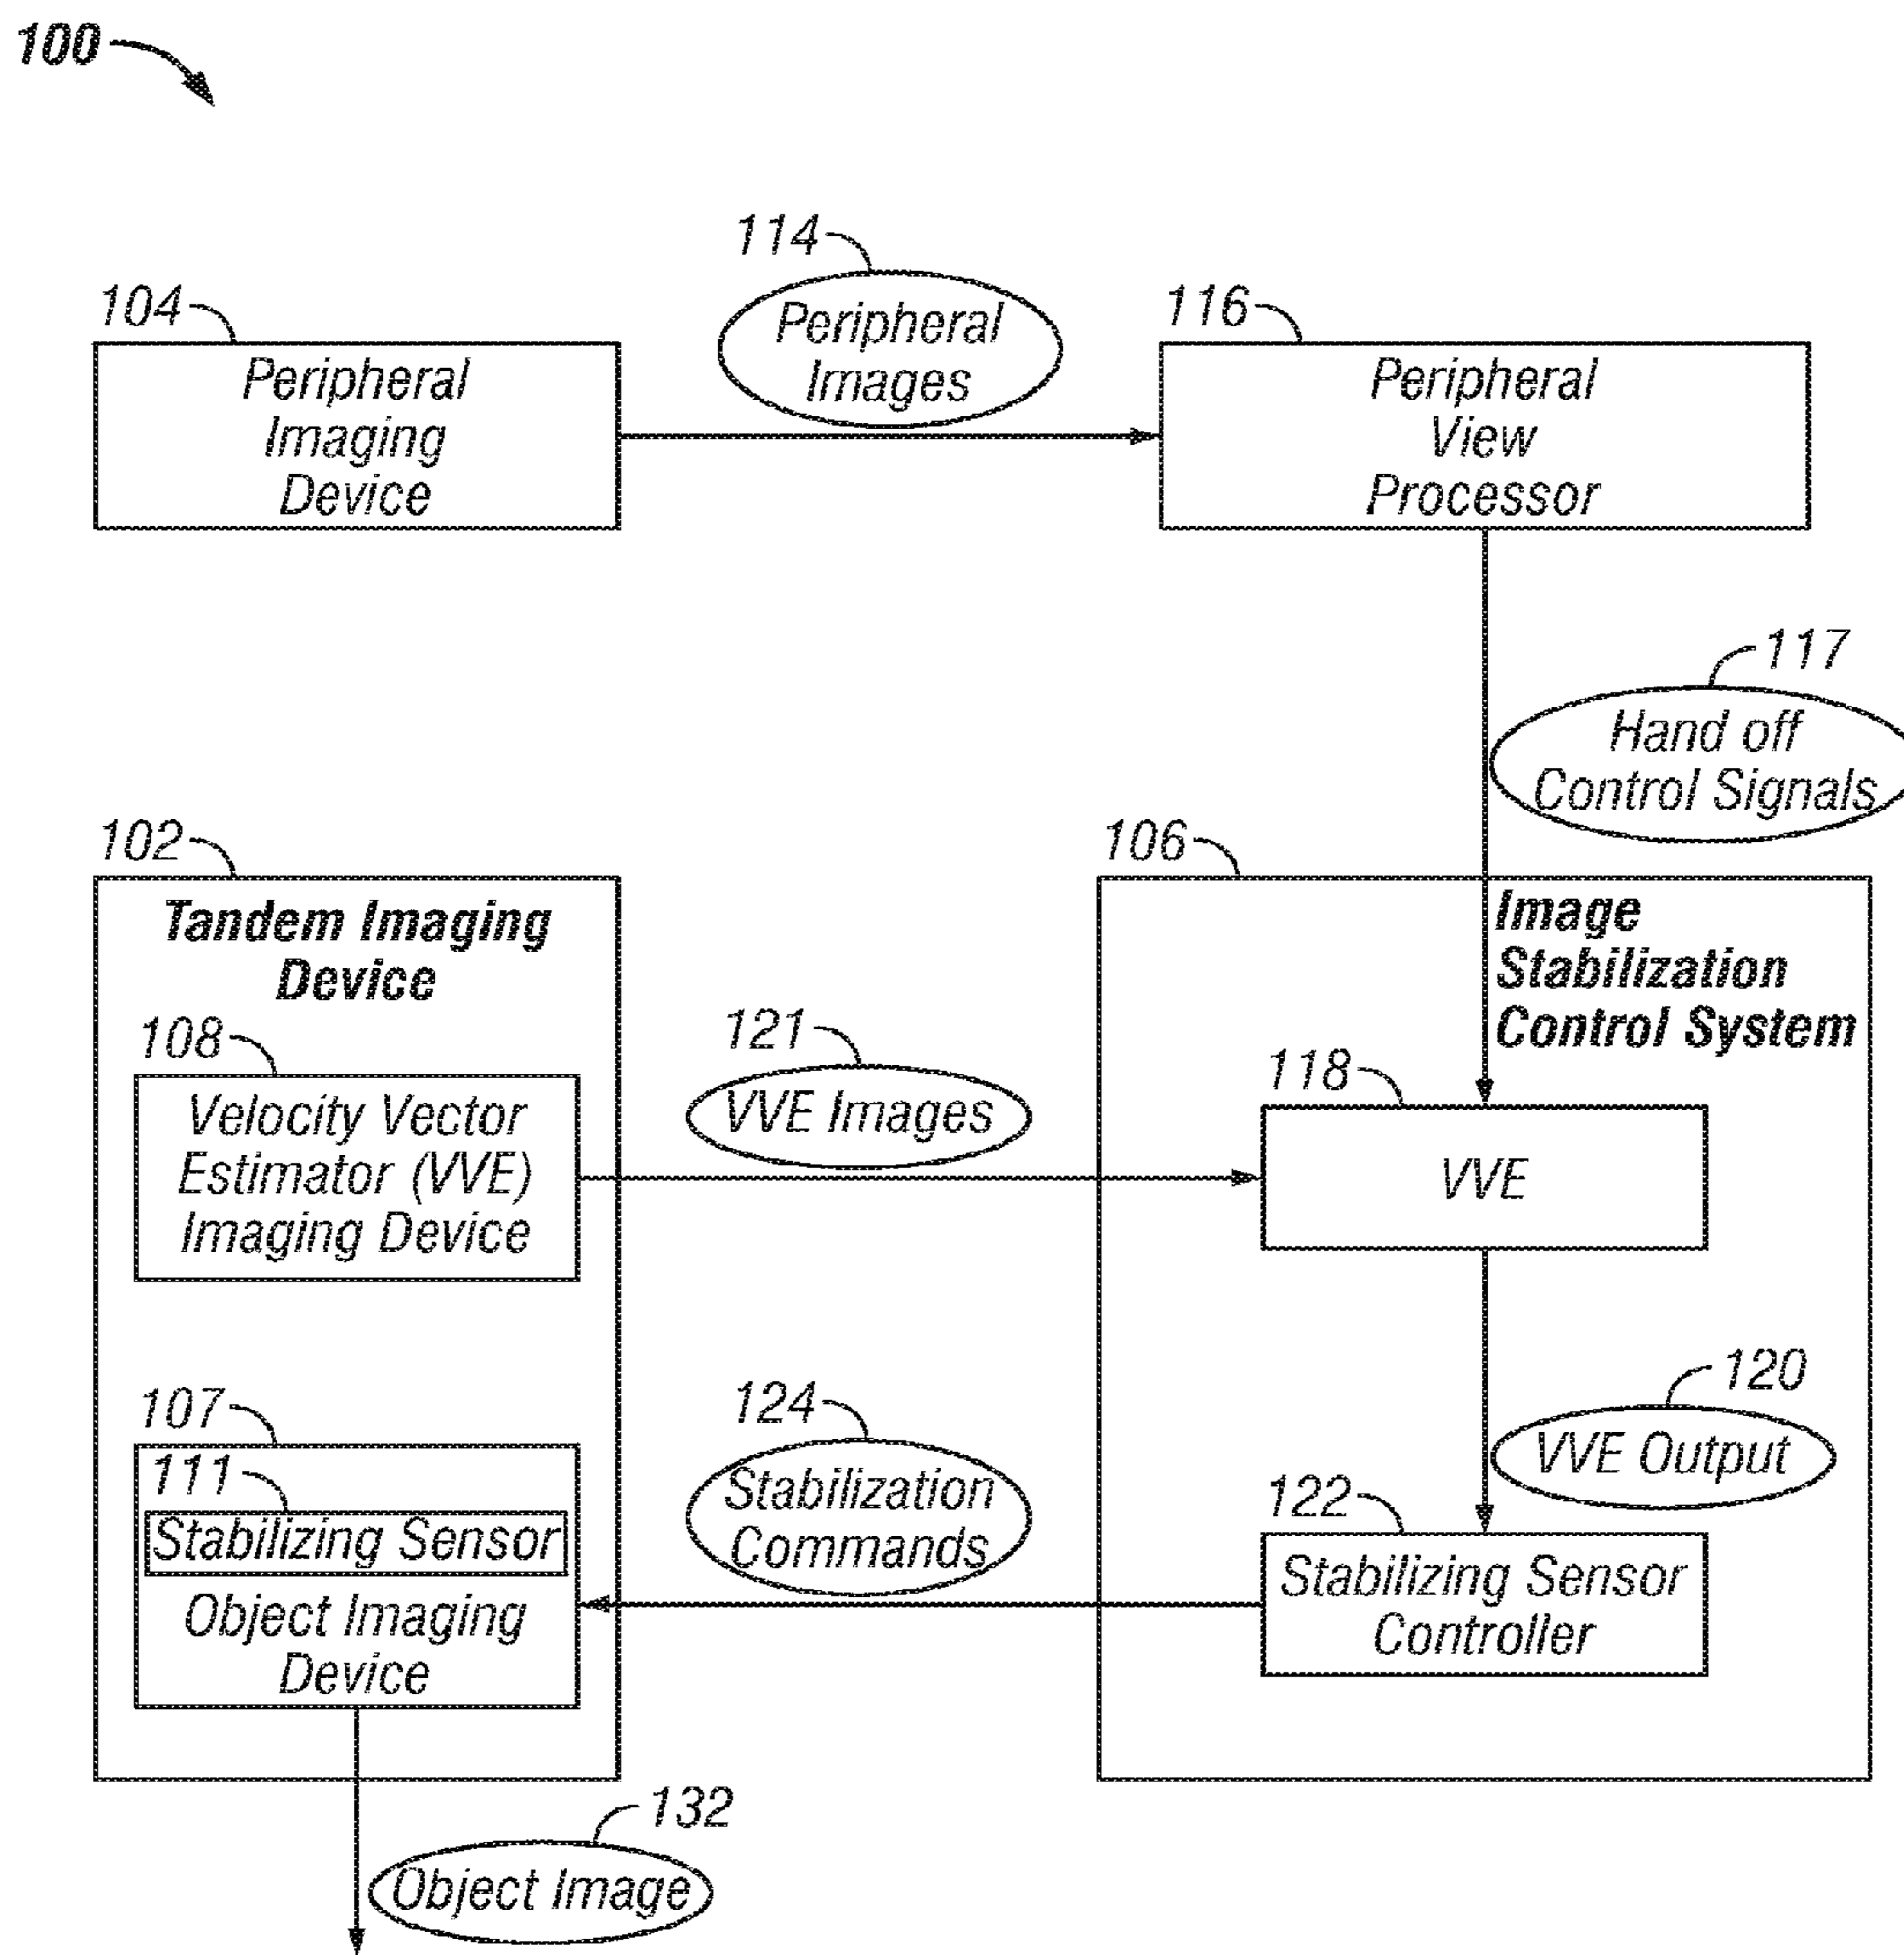 100
114
Peripheral
Images
104
Peripheral
Imaging
Device
116
Peripheral
View
Processor
117
Hand off
Control Signals
102
Tandem Imaging
Device
106
Image
Stabilization
Control System
108
Velocity Vector
Estimator (VVE)
Imaging Device
121
VVE Images
118
VVE
107
111
Stabilizing Sensor
Object Imaging
Device
124
Stabilization
Commands
120
VVE Output
122
Stabilizing Sensor
Controller
132
Object Image